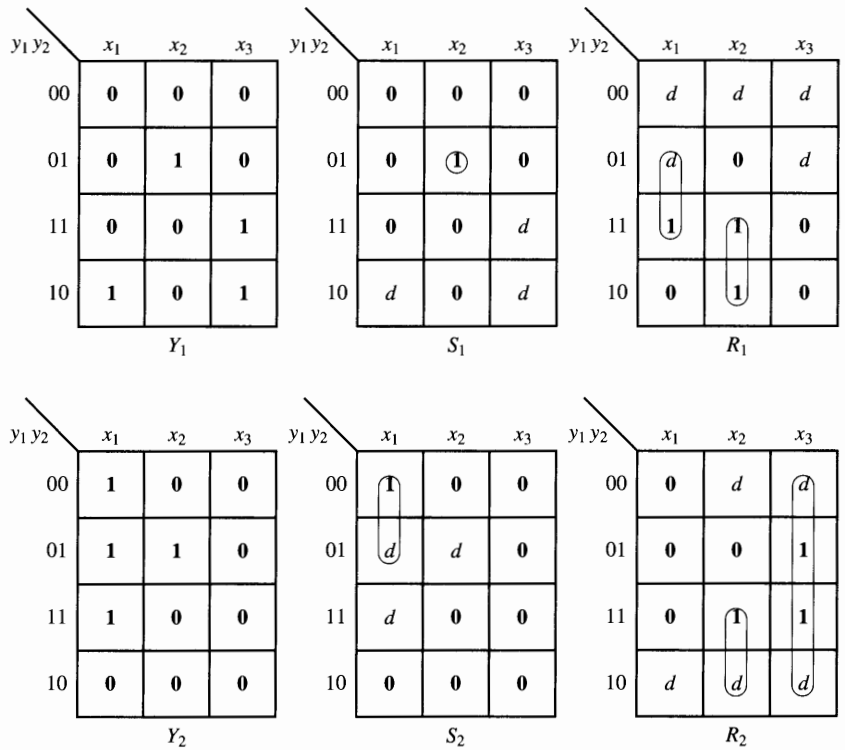 y₁ y₂ x₁ x₂ x₃ y₁ y₂ x₁ x₂ x₃ y₁ y₂ x₁ x₂ x₃
00 0 0 0 00 0 0 0 00 d d d
01 0 1 0 01 0 1 0 01 d 0 d
11 0 0 1 11 0 0 d 11 1 1 0
10 1 0 1 10 d 0 d 10 0 1 0
Y₁ S₁ R₁
y₁ y₂ x₁ x₂ x₃ y₁ y₂ x₁ x₂ x₃ y₁ y₂ x₁ x₂ x₃
00 1 0 0 00 1 0 0 00 0 d d
01 1 1 0 01 d d 0 01 0 0 1
11 1 0 0 11 d 0 0 11 0 1 1
10 0 0 0 10 0 0 0 10 d d d
Y₂ S₂ R₂